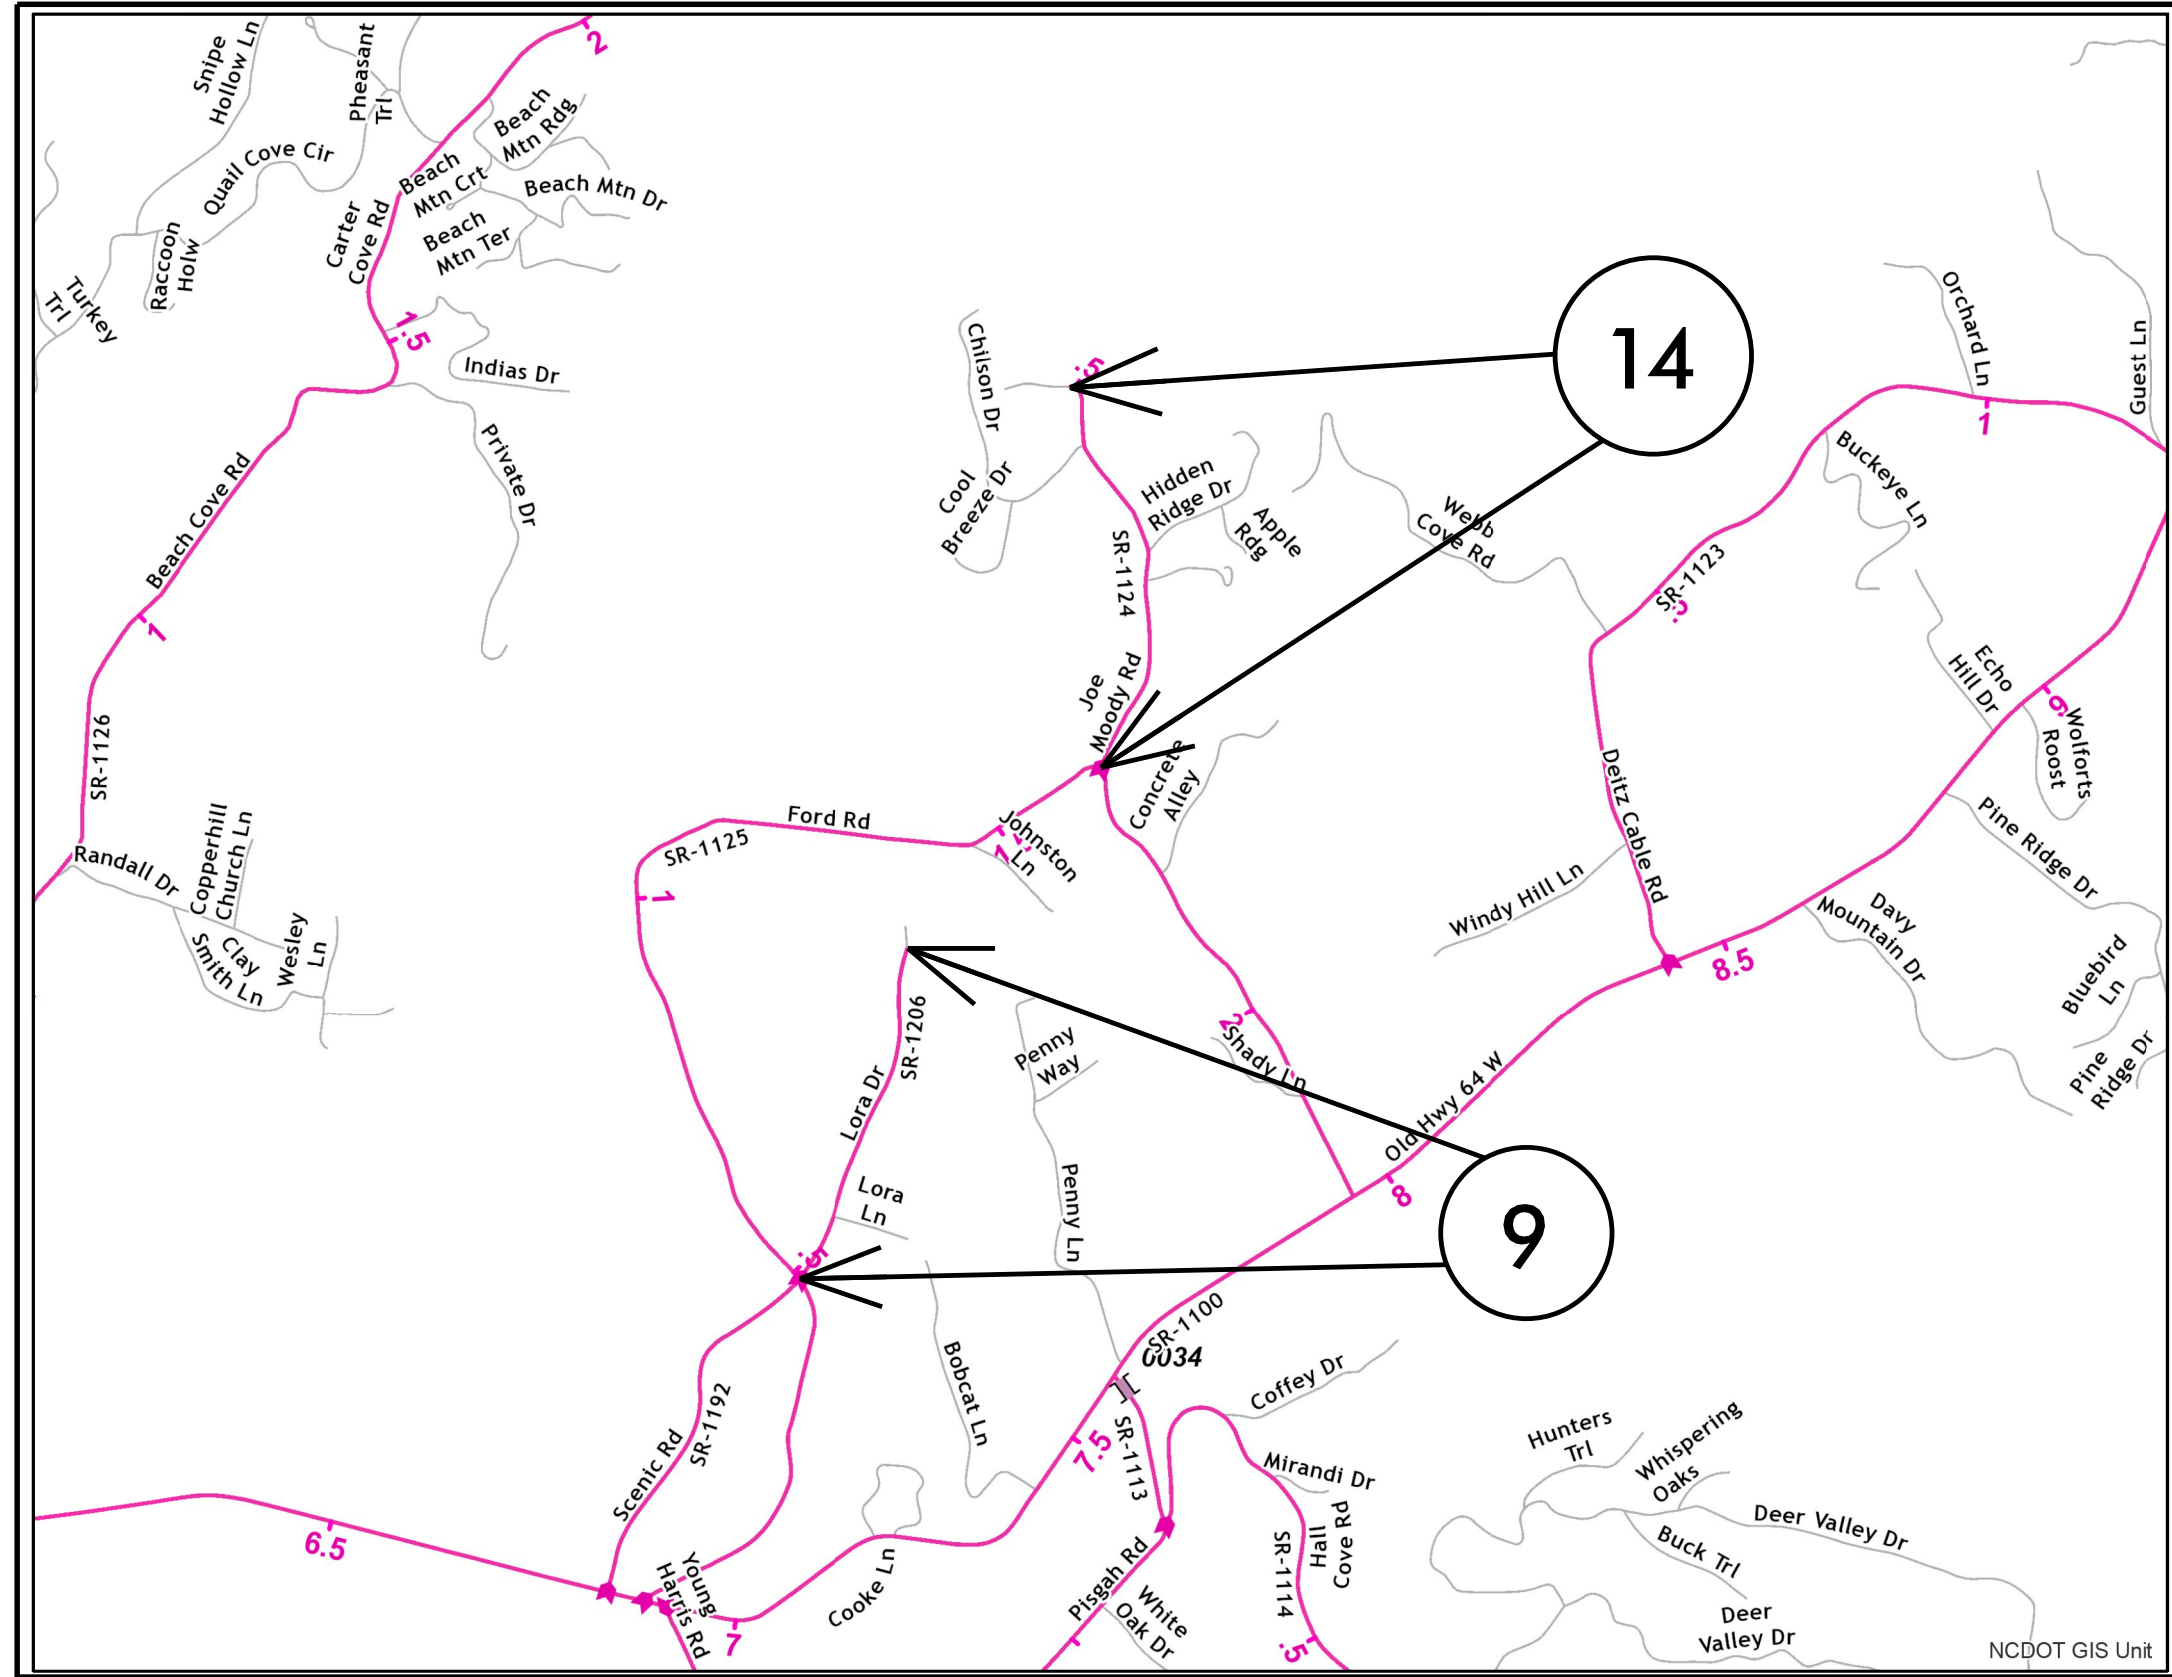 2
Snipe
Hollow Ln
Pheasant
Trl
Beach
Mtn Rdg
Quail Cove Cir
Beach
Mtn Crt
Beach Mtn Dr
Carter
Cove Rd
Beach
Mtn Ter
Raccoon
Holw
Turkey
Trl
1.5
Indias Dr
Private Dr
Beach Cove Rd
1
SR-1126
Randall Dr
Copperhill
Church Ln
Clay
Smith Ln
Wesley
Ln
Chilson Dr
.5
14
Cool
Breeze Dr
Hidden
Ridge Dr
Apple
Rdg
SR-1124
Webb
Cove Rd
Joe
Moody Rd
Concrete
Alley
Orchard Ln
Guest Ln
1
Buckeye Ln
SR-1123
Echo
Hill Dr
9
Wolforts
Roost
Deitz Cable Rd
Pine Ridge Dr
Windy Hill Ln
Davy
Mountain Dr
8.5
Bluebird
Ln
Pine
Ridge Dr
Ford Rd
SR-1125
Johnston
Ln
1
SR-1206
Lora Dr
Lora
Ln
Penny
Way
2
Shady Ln
Old Hwy 64 W
8
Penny Ln
9
.5
SR-1100
0034
Coffey Dr
Bobcat Ln
Scenic Rd
SR-1192
7.5
SR-1113
Mirandi Dr
Hall
Cove Rd
SR-1114
.5
Hunters
Trl
Whispering
Oaks
Deer Valley Dr
Buck Trl
Deer
Valley Dr
6.5
Young
Harris Rd
7
Cooke Ln
Pisgah Rd
White
Oak Dr
NCDOT GIS Unit